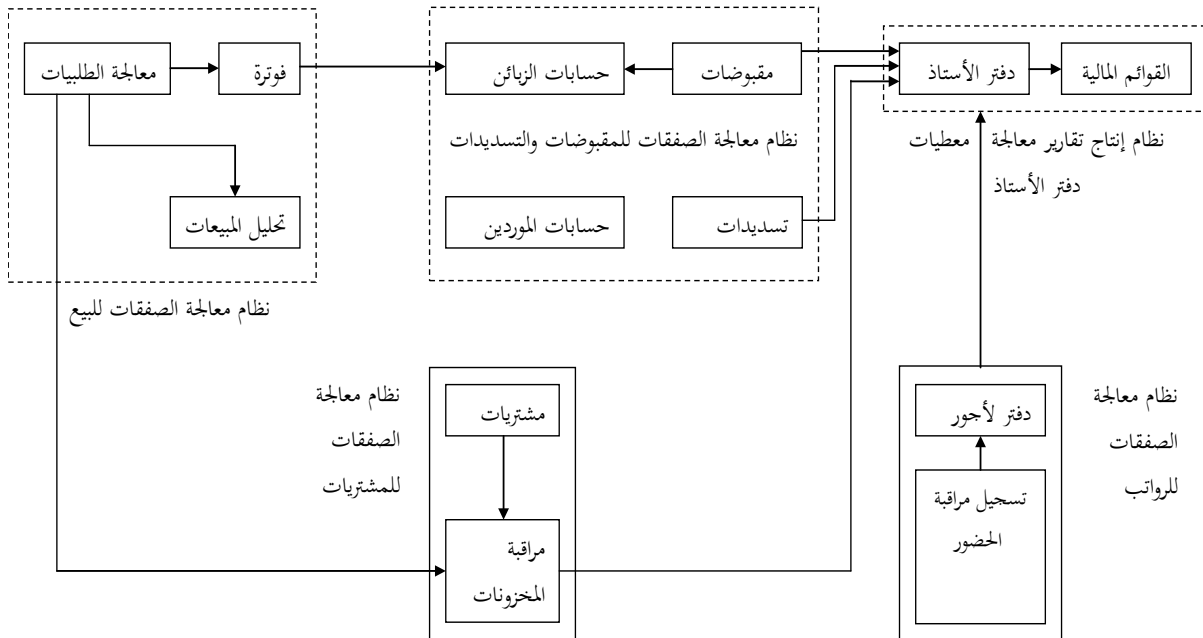 معالجة الطلبيات
فوترة
حسابات الزبائن
مقبوضات
دفتر الأستاذ
القوائم المالية
نظام معالجة الصفقات للمقبوضات والتسديدات
نظام إنتاج تقارير معالجة معطيات
دفتر الأستاذ
تحليل المبيعات
حسابات الموردين
تسديدات
نظام معالجة الصفقات للبيع
نظام معالجة
الصفقات
للمشتريات
مشتريات
مراقبة
المخزونات
دفتر لأجور
تسجيل مراقبة
الحضور
نظام معالجة
الصفقات
للرواتب